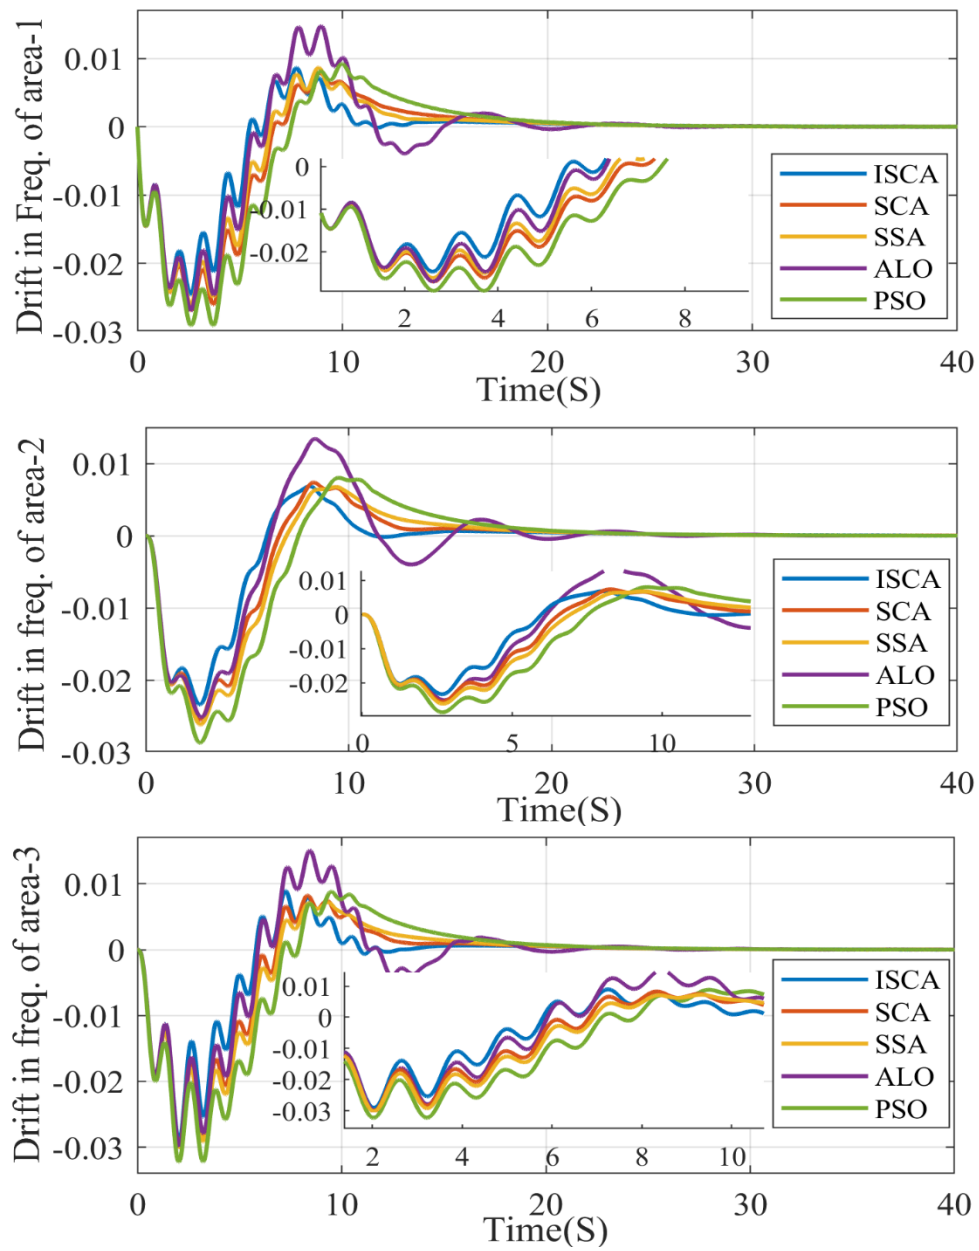 Drift in Freq. of area-1
0.01
0
-0.01
-0.02
-0.03
0
-0.01
-0.02
2
4
6
8
ISCA
SCA
SSA
ALO
PSO
0
10
20
30
40
Time(S)
Drift in freq. of area-2
0.01
0
-0.01
-0.02
-0.03
0.01
0
-0.01
-0.02
0
5
10
ISCA
SCA
SSA
ALO
PSO
0
10
20
30
40
Time(S)
Drift in freq. of area-3
0.01
0
-0.01
-0.02
-0.03
0.01
0
-0.01
-0.02
-0.03
2
4
6
8
10
ISCA
SCA
SSA
ALO
PSO
0
10
20
30
40
Time(S)